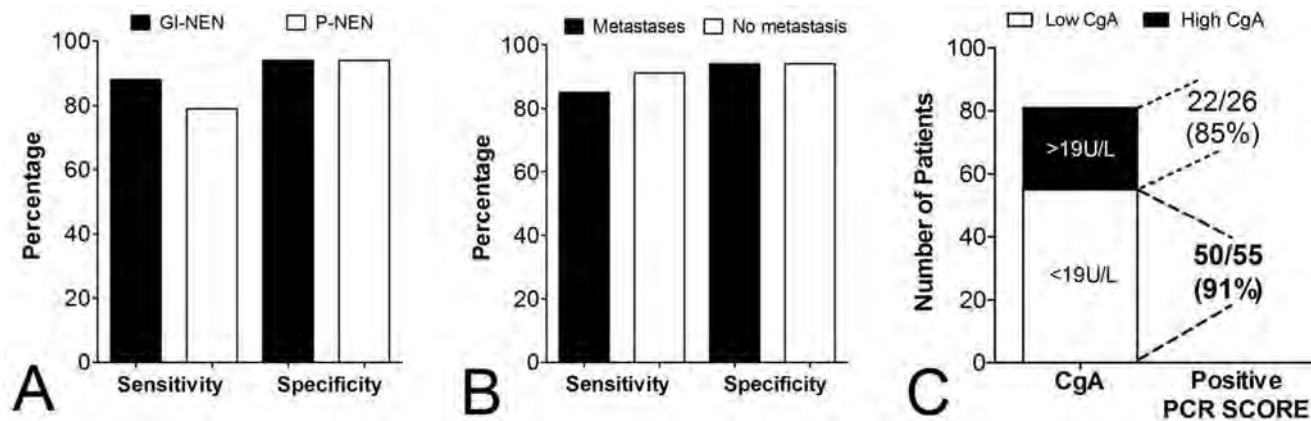 GI-NEN P-NEN
100
80
60
40
20
0
Percentage
Sensitivity Specificity
A
Metastases No metastasis
100
80
60
40
20
0
Percentage
Sensitivity Specificity
B
Low CgA High CgA
100
80
60
40
20
0
Number of Patients
>19U/L
<19U/L
22/26
(85%)
50/55
(91%)
CgA Positive
PCR SCORE
C